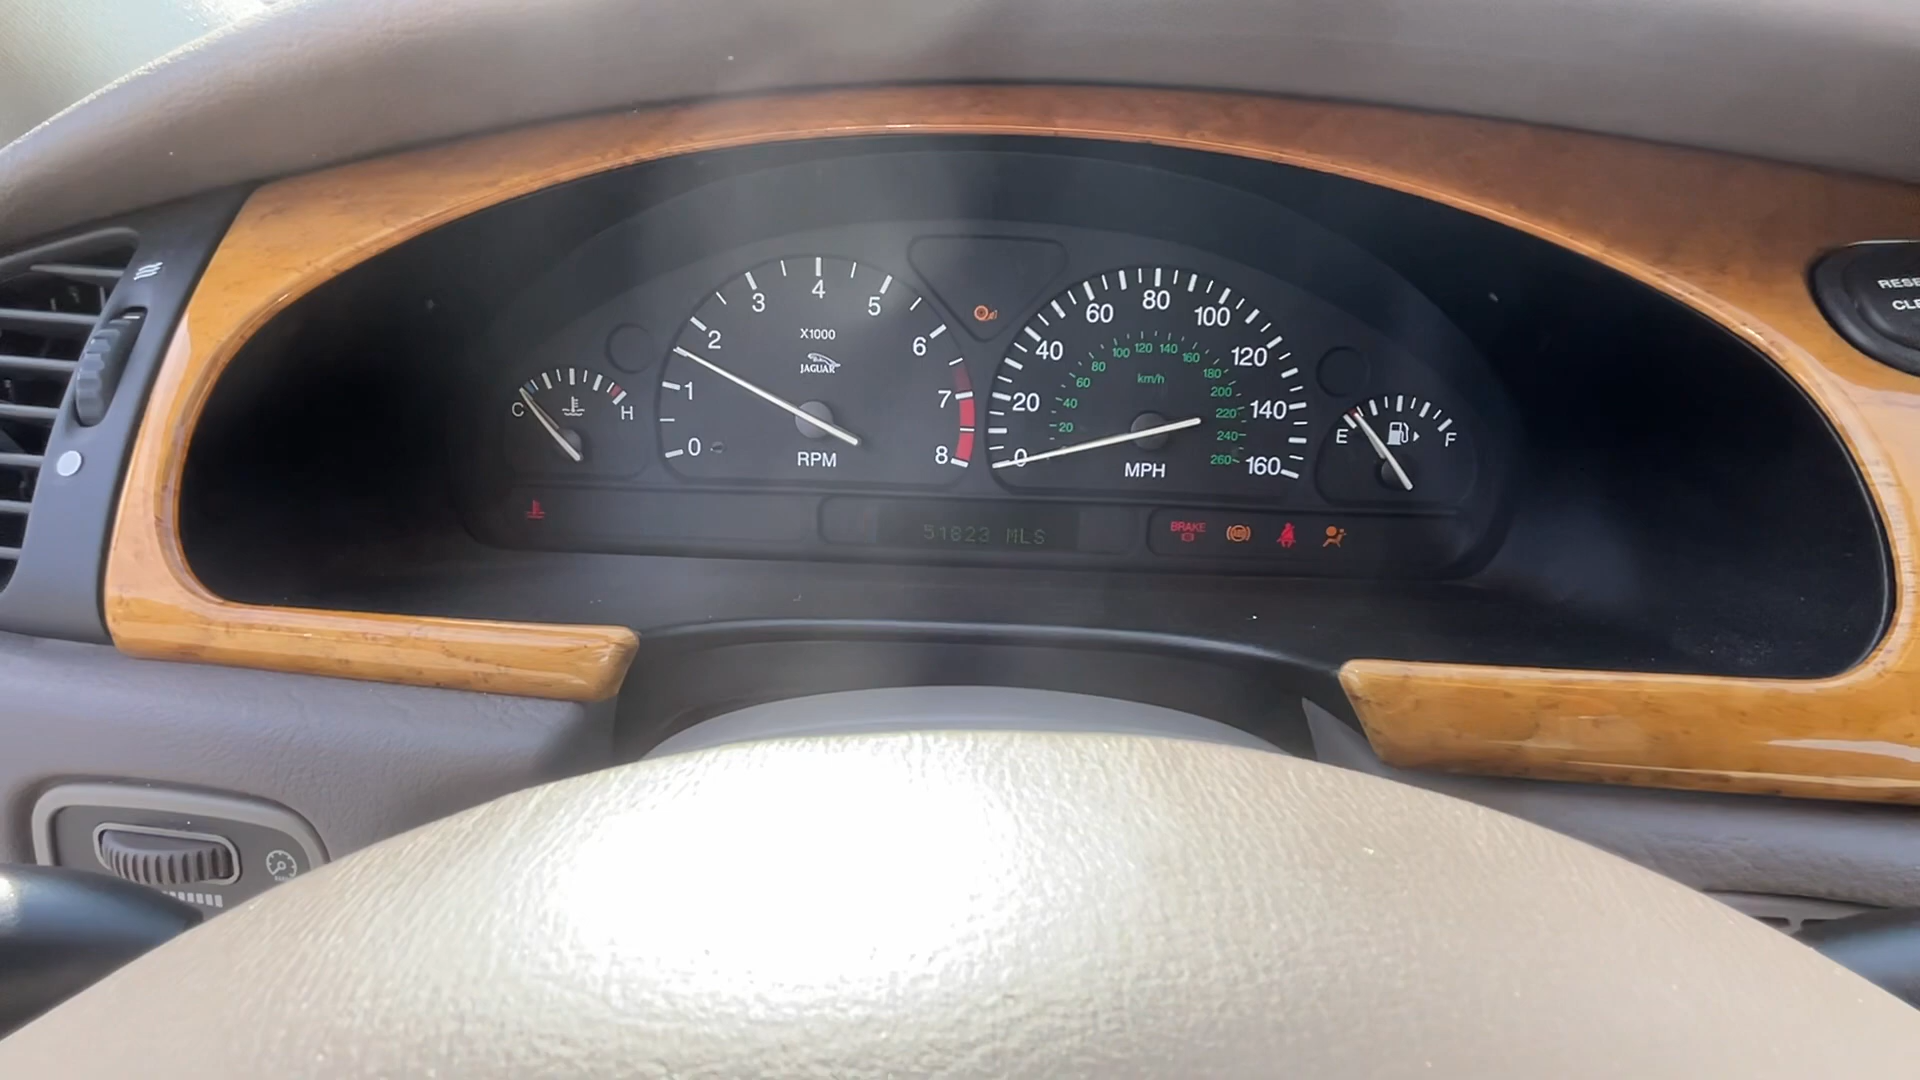 RESE
CLE
X1000
JAGUAR
0 1 2 3 4 5 6 7 8
RPM
0 20 40 60 80 100 120 140 160
MPH
20 40 60 80 100 120 140 160 180 200 220 240 260
km/h
C H
E F
51823 MLS
BRAKE